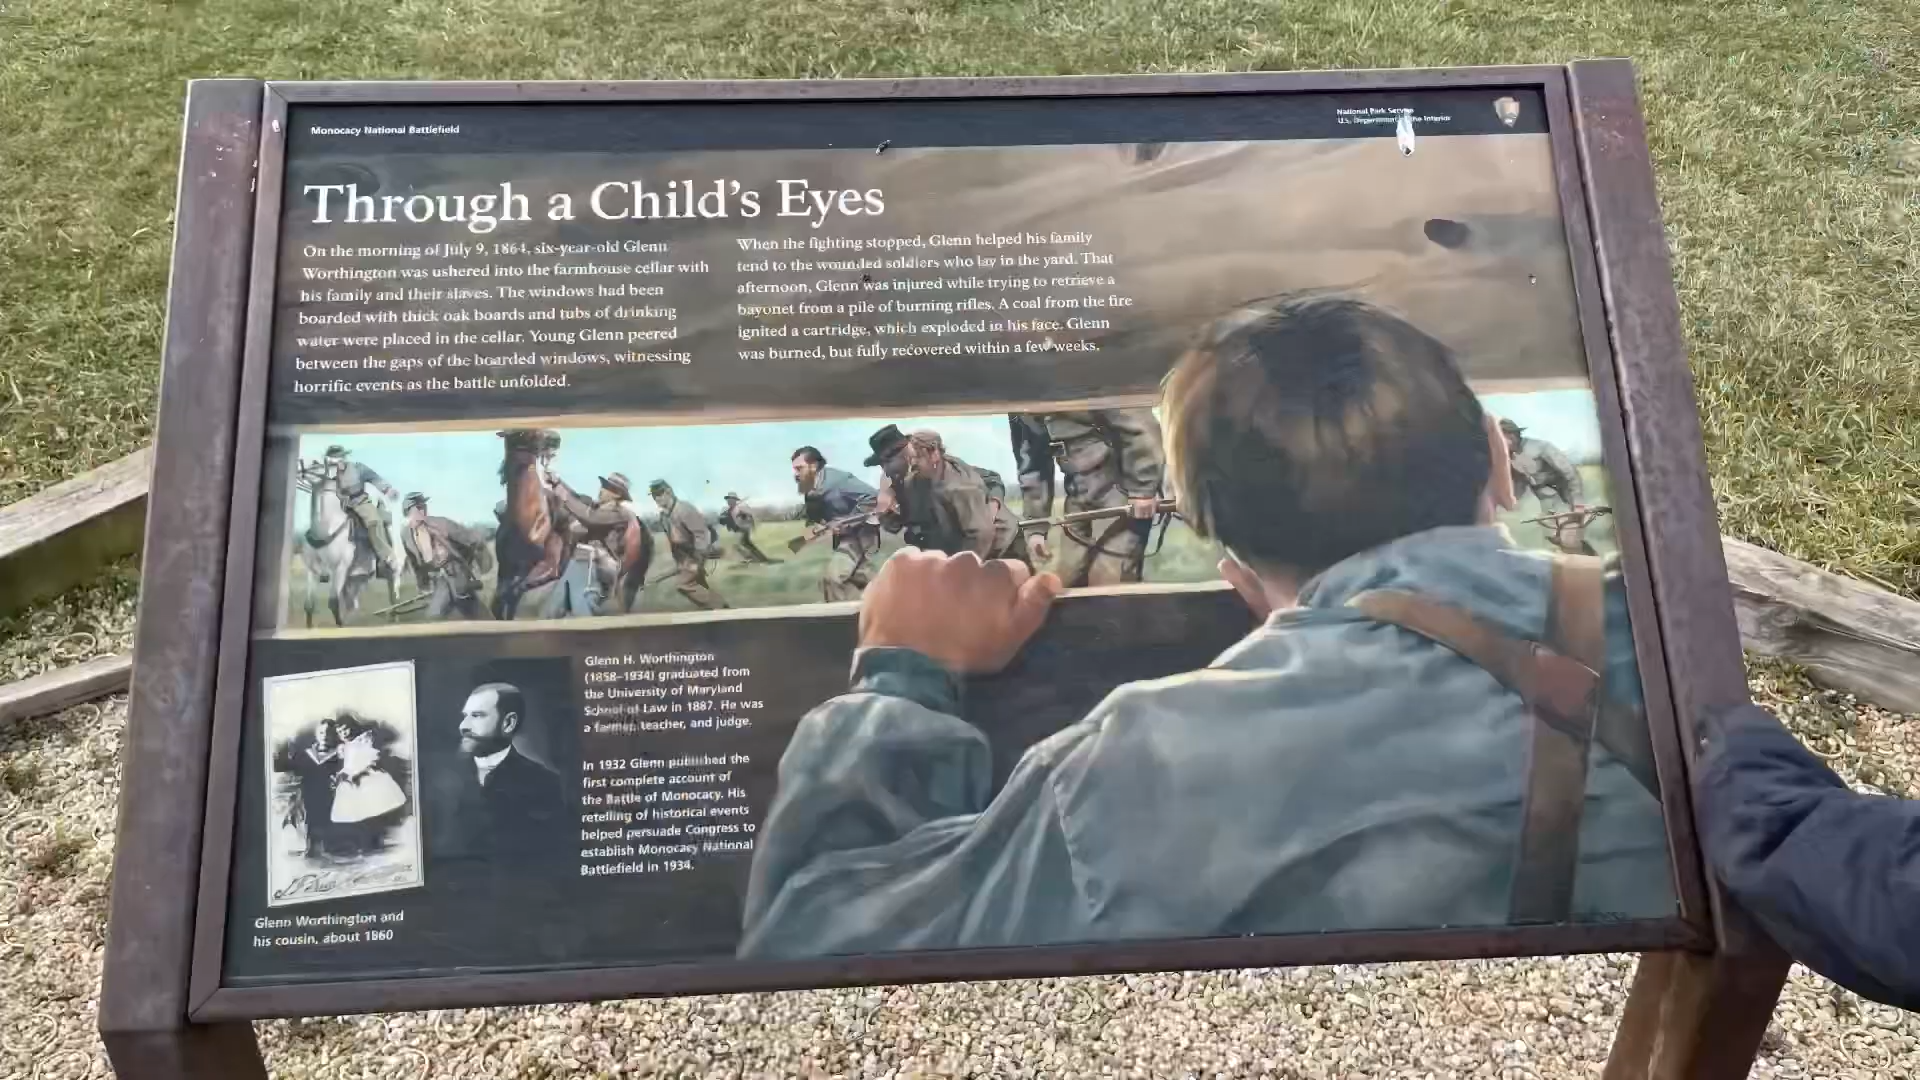 Monocacy National Battlefield
National Park Service
U.S. Department of the Interior
Through a Child's Eyes
On the morning of July 9, 1864, six-year-old Glenn
Worthington was ushered into the farmhouse cellar with
his family and their slaves. The windows had been
boarded with thick oak boards and tubs of drinking
water were placed in the cellar. Young Glenn peered
between the gaps of the boarded windows, witnessing
horrific events as the battle unfolded.
When the fighting stopped, Glenn helped his family
tend to the wounded soldiers who lay in the yard. That
afternoon, Glenn was injured while trying to retrieve a
bayonet from a pile of burning rifles. A coal from the fire
ignited a cartridge, which exploded in his face. Glenn
was burned, but fully recovered within a few weeks.
Glenn H. Worthington
(1858–1934) graduated from
the University of Maryland
School of Law in 1887. He was
a farmer, teacher, and judge.
In 1932 Glenn published the
first complete account of
the Battle of Monocacy. His
retelling of historical events
helped persuade Congress to
establish Monocacy National
Battlefield in 1934.
Glenn Worthington and
his cousin, about 1860